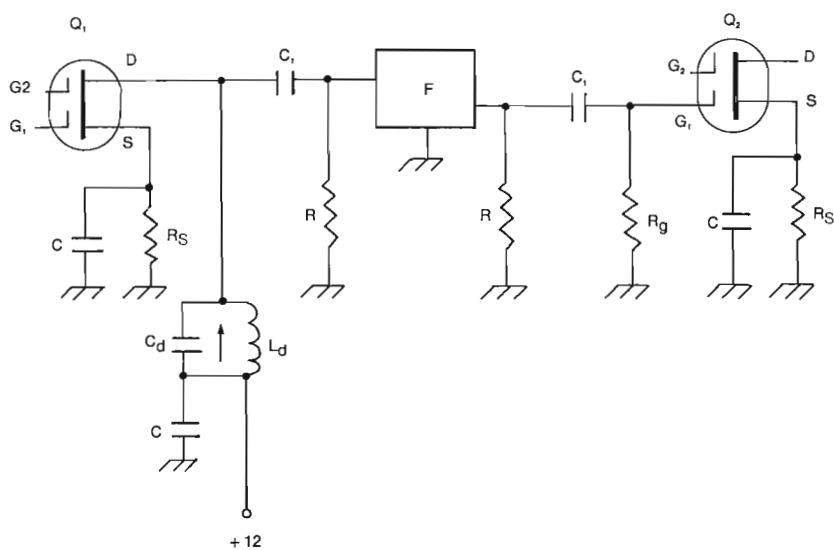 Q₁
Q₂
D
C₁
F
C₁
G₂
D
G2
G₁
S
G₁
S
C
R_S
R
R
R_g
C
R_S
C_d
L_d
C
+12